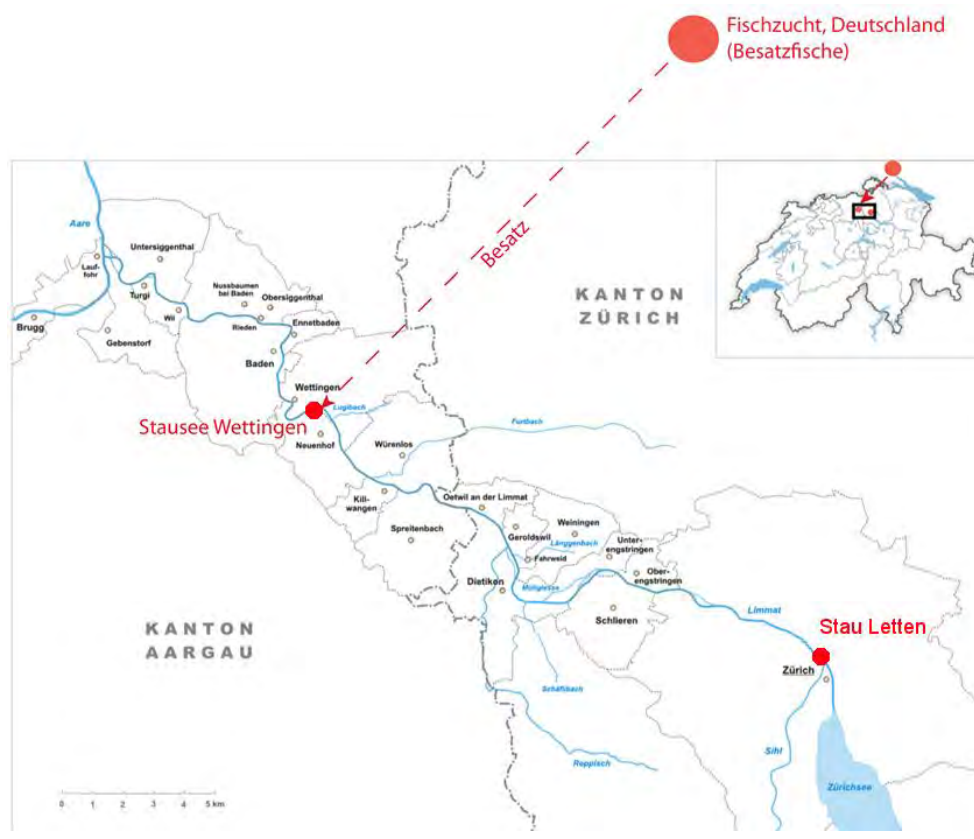 Fischzucht, Deutschland
(Besatzfische)
Besatz
Aare
Untersiggenthal
Lauf-
fohr
Turgi
Nussbaumen
bei Baden
Obersiggenthal
Wil
Rieden
Ennetbaden
Brugg
Gebenstorf
Baden
KANTON
ZÜRICH
Wettingen
Lugibach
Stausee Wettingen
Neuenhof
Würenlos
Furtbach
Kill-
wangen
Oetwil an der Limmat
Spreitenbach
Geroldswil
Weiningen
Länggenbach
Unter-
engstringen
Fahrweid
Ober-
engstringen
Dietikon
Limmat
Schlieren
Stau Letten
KANTON
AARGAU
Zürich
Schäflibach
Sihl
Reppisch
Zürichsee
0 1 2 3 4 5 km